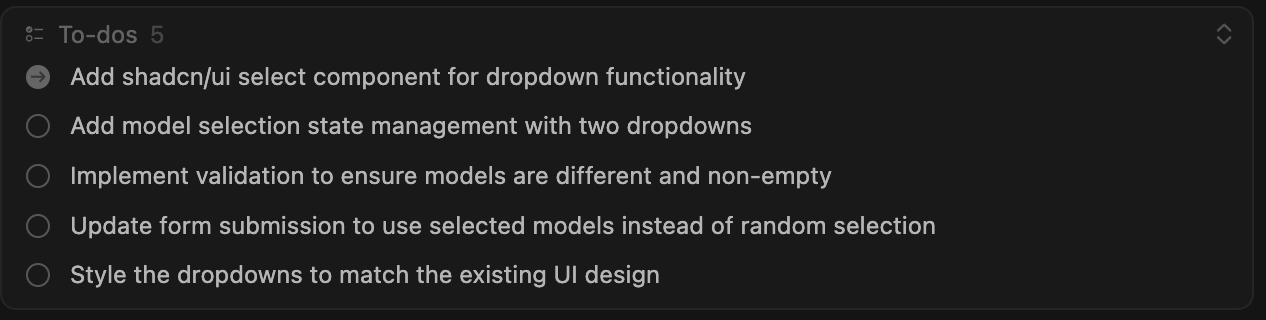 To-dos 5
Add shadcn/ui select component for dropdown functionality
Add model selection state management with two dropdowns
Implement validation to ensure models are different and non-empty
Update form submission to use selected models instead of random selection
Style the dropdowns to match the existing UI design